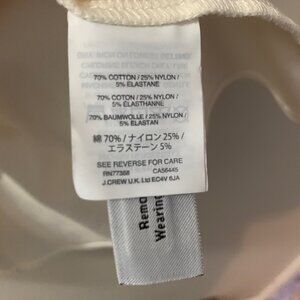 70% COTTON / 25% NYLON /
5% ELASTANE
70% COTON / 25% NYLON /
5% ÉLASTHANNE
70% BAUMWOLLE / 25% NYLON /
5% ELASTAN
綿 70% / ナイロン 25% /
エラステーン 5%
SEE REVERSE FOR CARE
RN77388 CA56445
J.CREW U.K. Ltd EC4V 6JA
Wearing